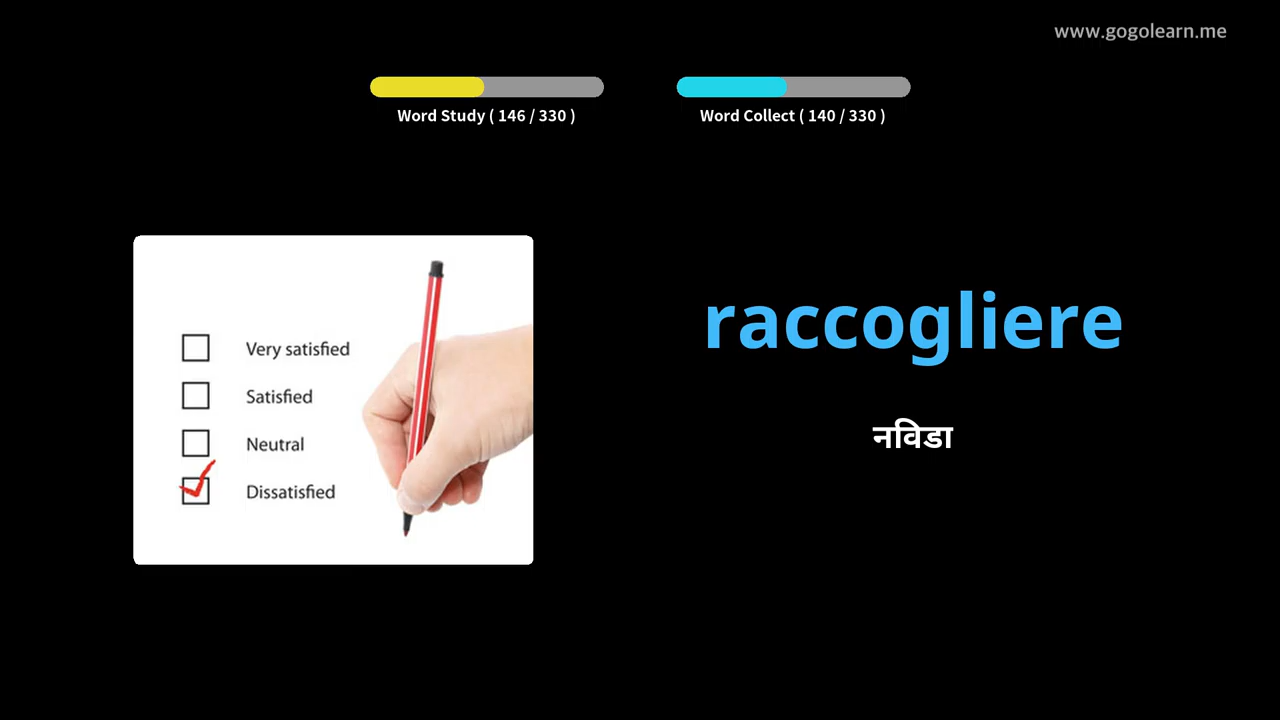 www.gogolearn.me
Word Study ( 146 / 330 )
Word Collect ( 140 / 330 )
Very satisfied
Satisfied
Neutral
Dissatisfied
raccogliere
नविडा